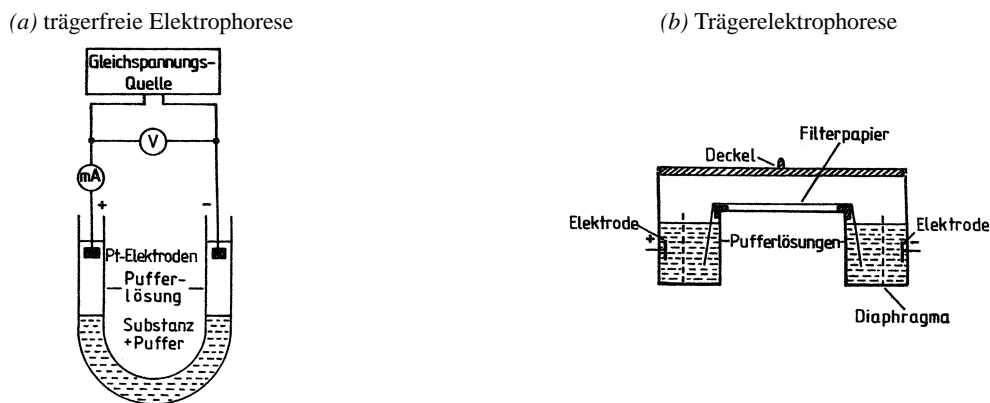 (a) trägerfreie Elektrophorese
Gleichspannungs-
Quelle
V
mA
+
−
Pt-Elektroden
Puffer-
lösung
Substanz
+Puffer
(b) Trägerelektrophorese
Filterpapier
Deckel
Elektrode
Elektrode
+
−
Pufferlösungen
Diaphragma